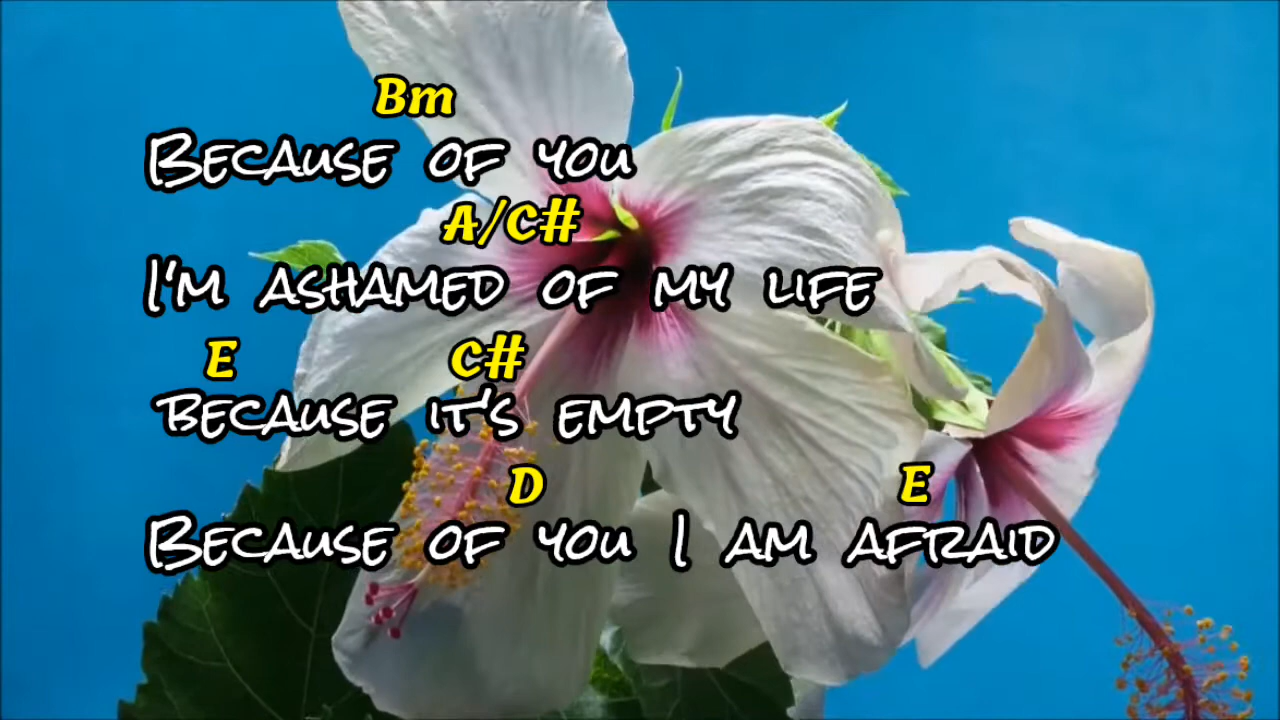 Bm
Because of you
A/C#
I'm ashamed of my life
E C#
because it's empty
D E
Because of you I am afraid